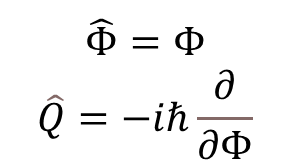 Φ̂ = Φ
Q̂ = −iħ ∂/∂Φ